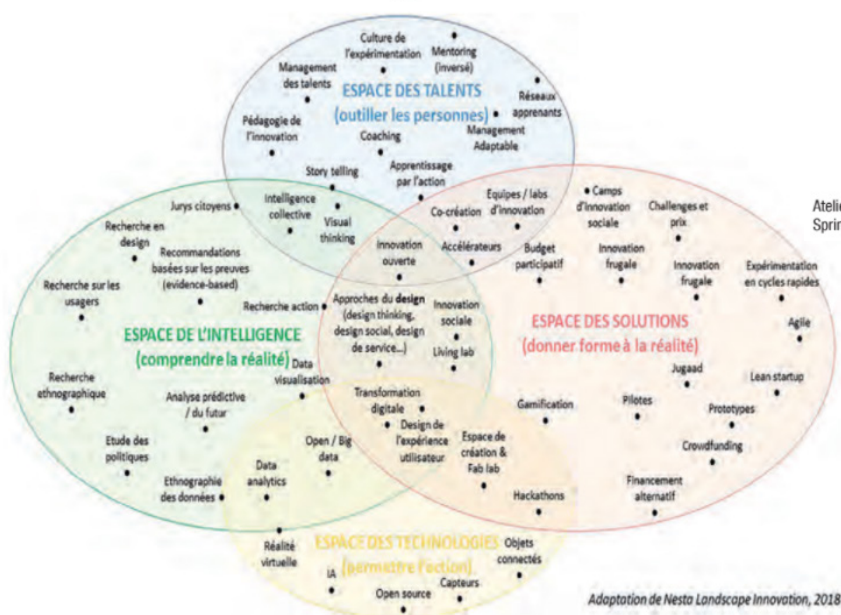 Culture de
l'expérimentation
Mentoring
(inversé)
Management
des talents
ESPACE DES TALENTS
(outiller les personnes)
Réseaux
apprenants
Pédagogie de
l'innovation
Coaching
Management
Adaptable
Story telling
Apprentissage
par l'action
Jurys citoyens
Intelligence
collective
Visual
thinking
Co-création
Equipes / labs
d'innovation
Camps
d'innovation
sociale
Challenges et
prix
Atelie
Sprin
Recherche en
design
Recommandations
basées sur les preuves
(evidence-based)
Innovation
ouverte
Accélérateurs
Budget
participatif
Innovation
frugale
Innovation
frugale
Expérimentation
en cycles rapides
Recherche sur les
usagers
Recherche action
Approches du design
(design thinking,
design social, design
de service...)
Innovation
sociale
Living lab
ESPACE DE L'INTELLIGENCE
(comprendre la réalité)
ESPACE DES SOLUTIONS
(donner forme à la réalité)
Agile
Data
visualisation
Recherche
ethnographique
Analyse prédictive
/ du futur
Transformation
digitale
Design de
l'expérience
utilisateur
Gamification
Pilotes
Jugaad
Lean startup
Prototypes
Etude des
politiques
Ethnographie
des données
Data
analytics
Open / Big
data
Espace de
création &
Fab lab
Crowdfunding
Financement
alternatif
Hackathons
ESPACE DES TECHNOLOGIES
(permettre l'action)
Réalité
virtuelle
IA
Open source
Capteurs
Objets
connectés
Adaptation de Nesta Landscape Innovation, 2018